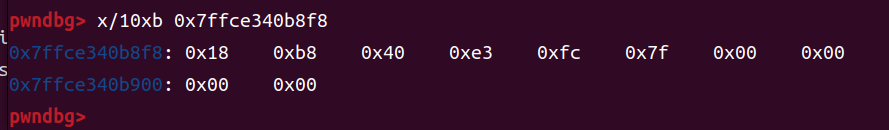 pwndbg> x/10xb 0x7ffce340b8f8
0x7ffce340b8f8: 0x18 0xb8 0x40 0xe3 0xfc 0x7f 0x00 0x00
0x7ffce340b900: 0x00 0x00
pwndbg>